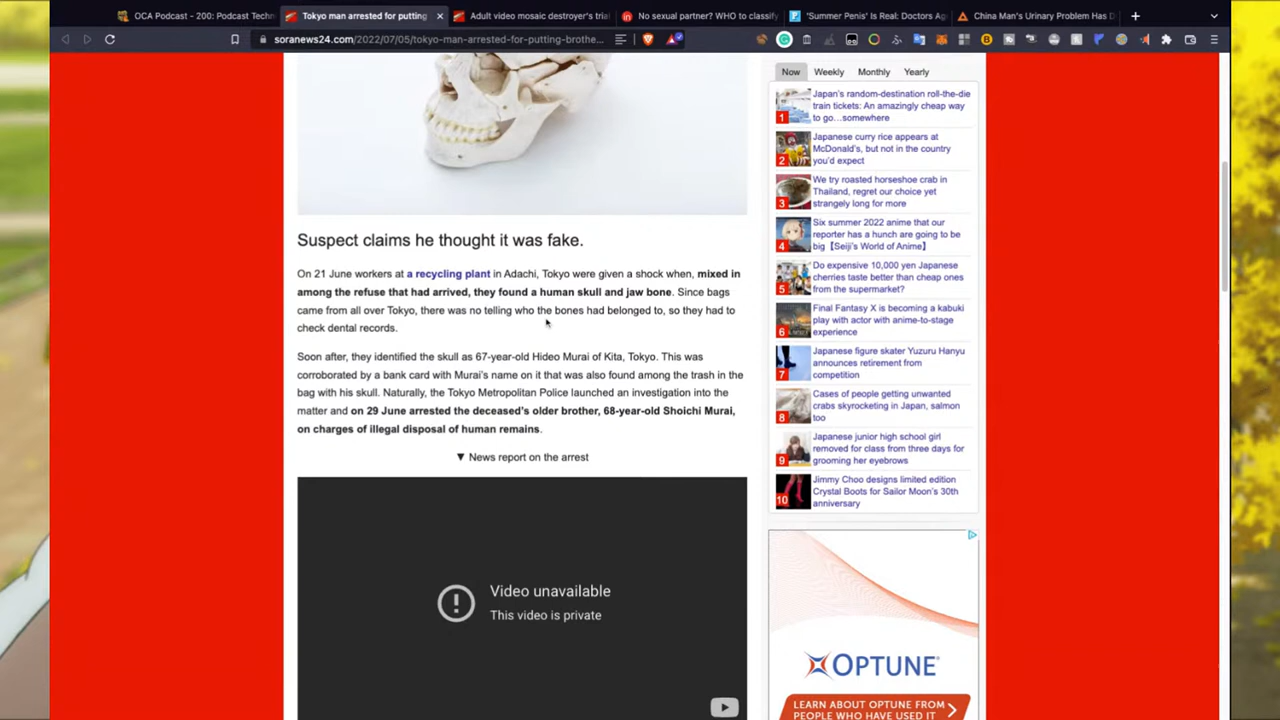 OCA Podcast - 200: Podcast Techn
Tokyo man arrested for putting
Adult video mosaic destroyer's tria
No sexual partner? WHO to classify
'Summer Penis' Is Real: Doctors Ag
China Man's Urinary Problem Has D
soranews24.com/2022/07/05/tokyo-man-arrested-for-putting-brothe...
Suspect claims he thought it was fake.
On 21 June workers at a recycling plant in Adachi, Tokyo were given a shock when, mixed in
among the refuse that had arrived, they found a human skull and jaw bone. Since bags
came from all over Tokyo, there was no telling who the bones had belonged to, so they had to
check dental records.
Soon after, they identified the skull as 67-year-old Hideo Murai of Kita, Tokyo. This was
corroborated by a bank card with Murai's name on it that was also found among the trash in the
bag with his skull. Naturally, the Tokyo Metropolitan Police launched an investigation into the
matter and on 29 June arrested the deceased's older brother, 68-year-old Shoichi Murai,
on charges of illegal disposal of human remains.
▼ News report on the arrest
Video unavailable
This video is private
Now Weekly Monthly Yearly
1 Japan's random-destination roll-the-die
train tickets: An amazingly cheap way
to go…somewhere
2 Japanese curry rice appears at
McDonald's, but not in the country
you'd expect
3 We try roasted horseshoe crab in
Thailand, regret our choice yet
strangely long for more
4 Six summer 2022 anime that our
reporter has a hunch are going to be
big【Seiji's World of Anime】
5 Do expensive 10,000 yen Japanese
cherries taste better than cheap ones
from the supermarket?
6 Final Fantasy X is becoming a kabuki
play with actor with anime-to-stage
experience
7 Japanese figure skater Yuzuru Hanyu
announces retirement from
competition
8 Cases of people getting unwanted
crabs skyrocketing in Japan, salmon
too
9 Japanese junior high school girl
removed for class from three days for
grooming her eyebrows
10 Jimmy Choo designs limited edition
Crystal Boots for Sailor Moon's 30th
anniversary
OPTUNE
LEARN ABOUT OPTUNE FROM
PEOPLE WHO HAVE USED IT